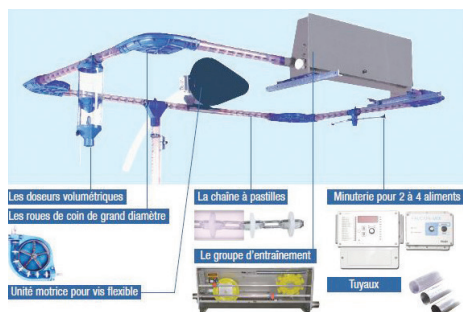 Les doseurs volumétriques
La chaîne à pastilles
Minuterie pour 2 à 4 aliments
Les roues de coin de grand diamètre
Le groupe d'entraînement
Unité motrice pour vis flexible
Tuyaux